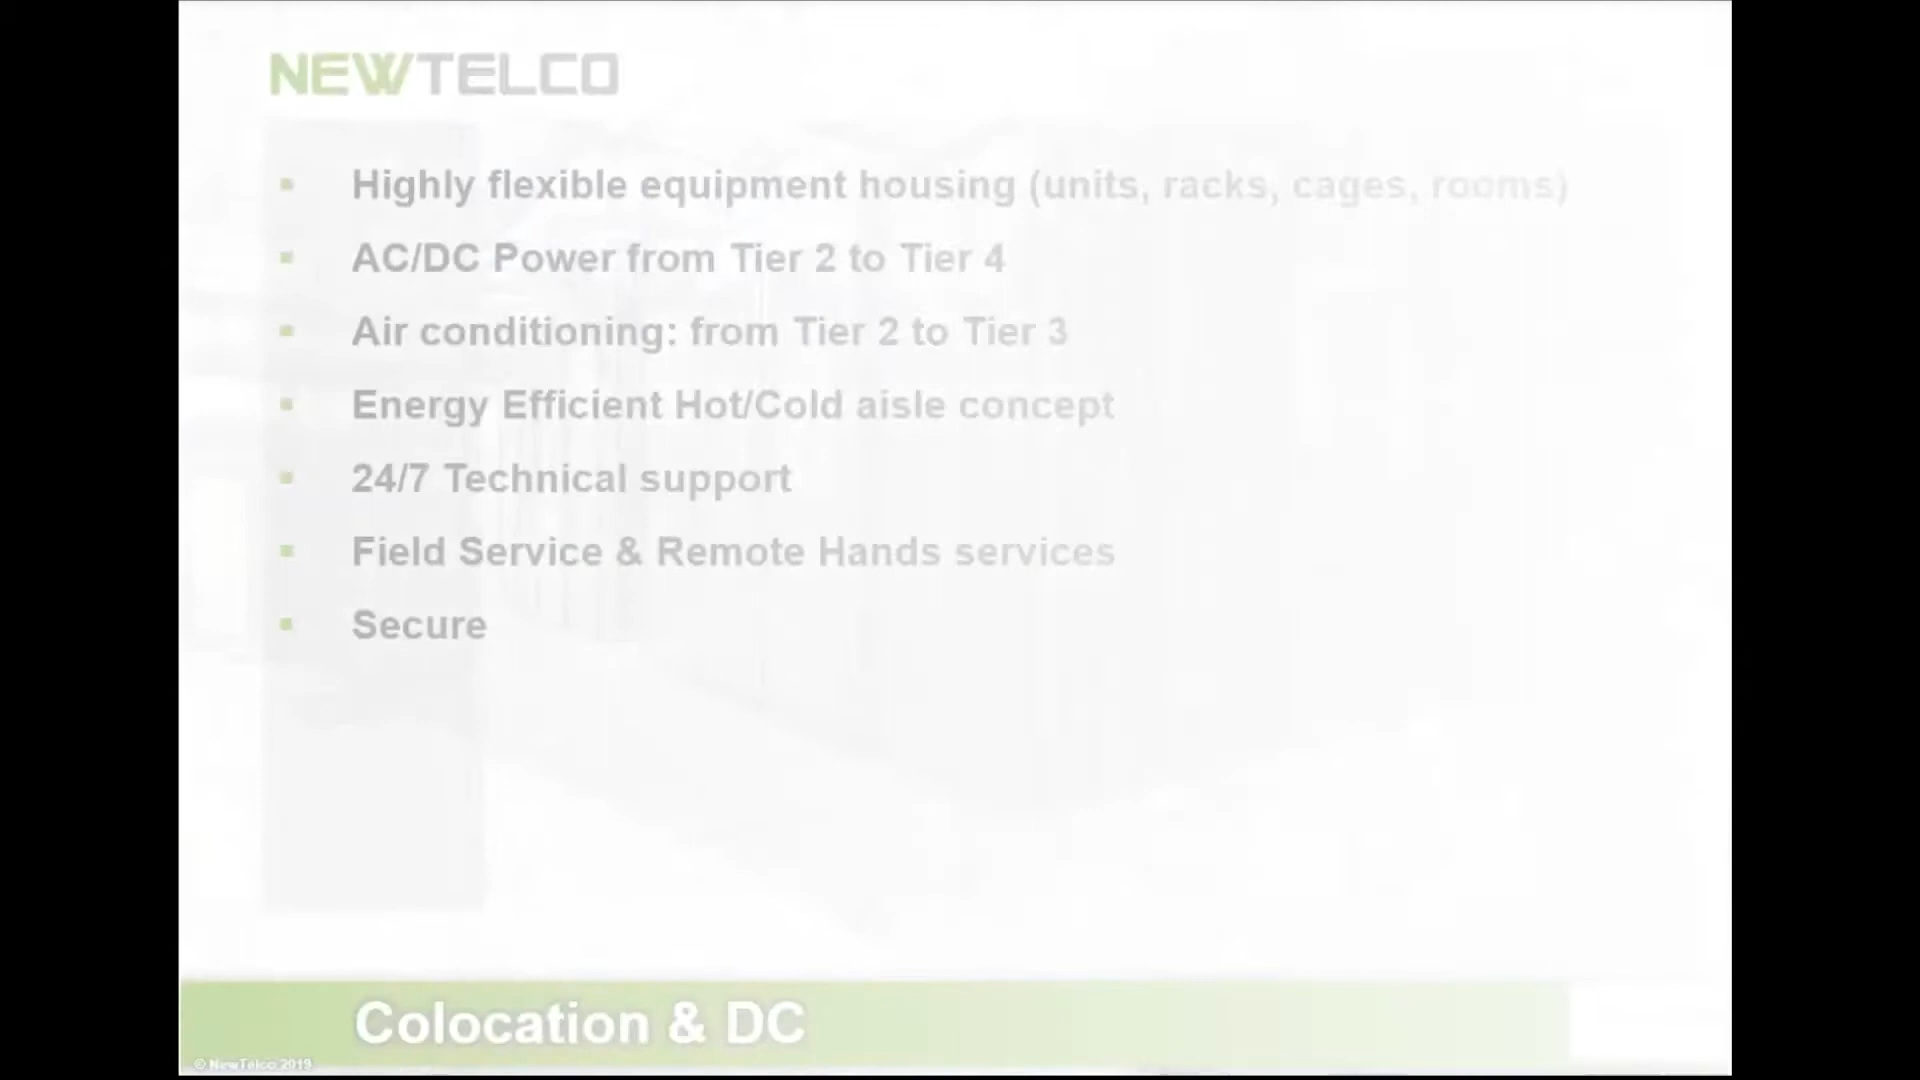 NEWTELCO
▪ Highly flexible equipment housing (units, racks, cages, rooms)
▪ AC/DC Power from Tier 2 to Tier 4
▪ Air conditioning: from Tier 2 to Tier 3
▪ Energy Efficient Hot/Cold aisle concept
▪ 24/7 Technical support
▪ Field Service & Remote Hands services
▪ Secure
Colocation & DC
© NewTelco 2019